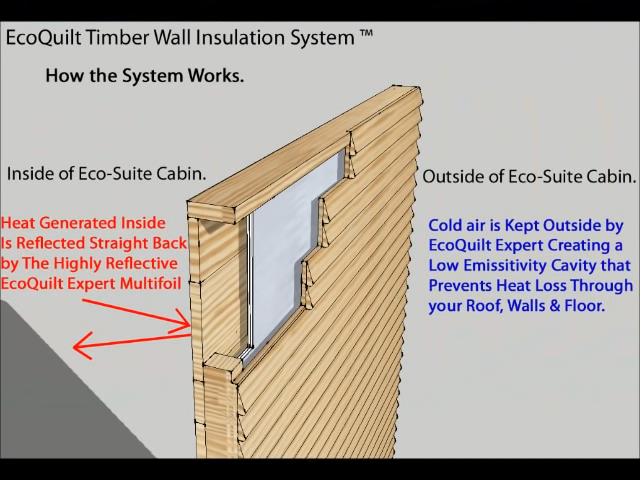 EcoQuilt Timber Wall Insulation System ™
How the System Works.
Inside of Eco-Suite Cabin.
Outside of Eco-Suite Cabin.
Heat Generated Inside
Is Reflected Straight Back
by The Highly Reflective
EcoQuilt Expert Multifoil
Cold air is Kept Outside by
EcoQuilt Expert Creating a
Low Emissitivity Cavity that
Prevents Heat Loss Through
your Roof, Walls & Floor.